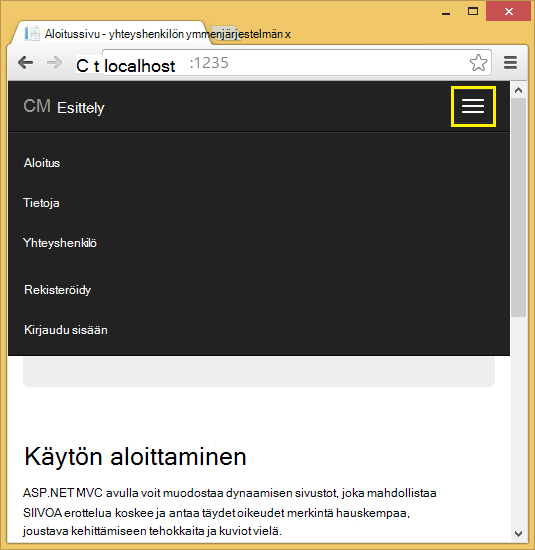 Aloitussivu - yhteyshenkilön ymmenjärjestelmän x
C t localhost :1235
CM Esittely
Aloitus
Tietoja
Yhteyshenkilö
Rekisteröidy
Kirjaudu sisään
Käytön aloittaminen
ASP.NET MVC avulla voit muodostaa dynaamisen sivustot, joka mahdollistaa
SIIVOA erottelua koskee ja antaa täydet oikeudet merkintä hauskempaa,
joustava kehittämiseen tehokkaita ja kuviot vielä.